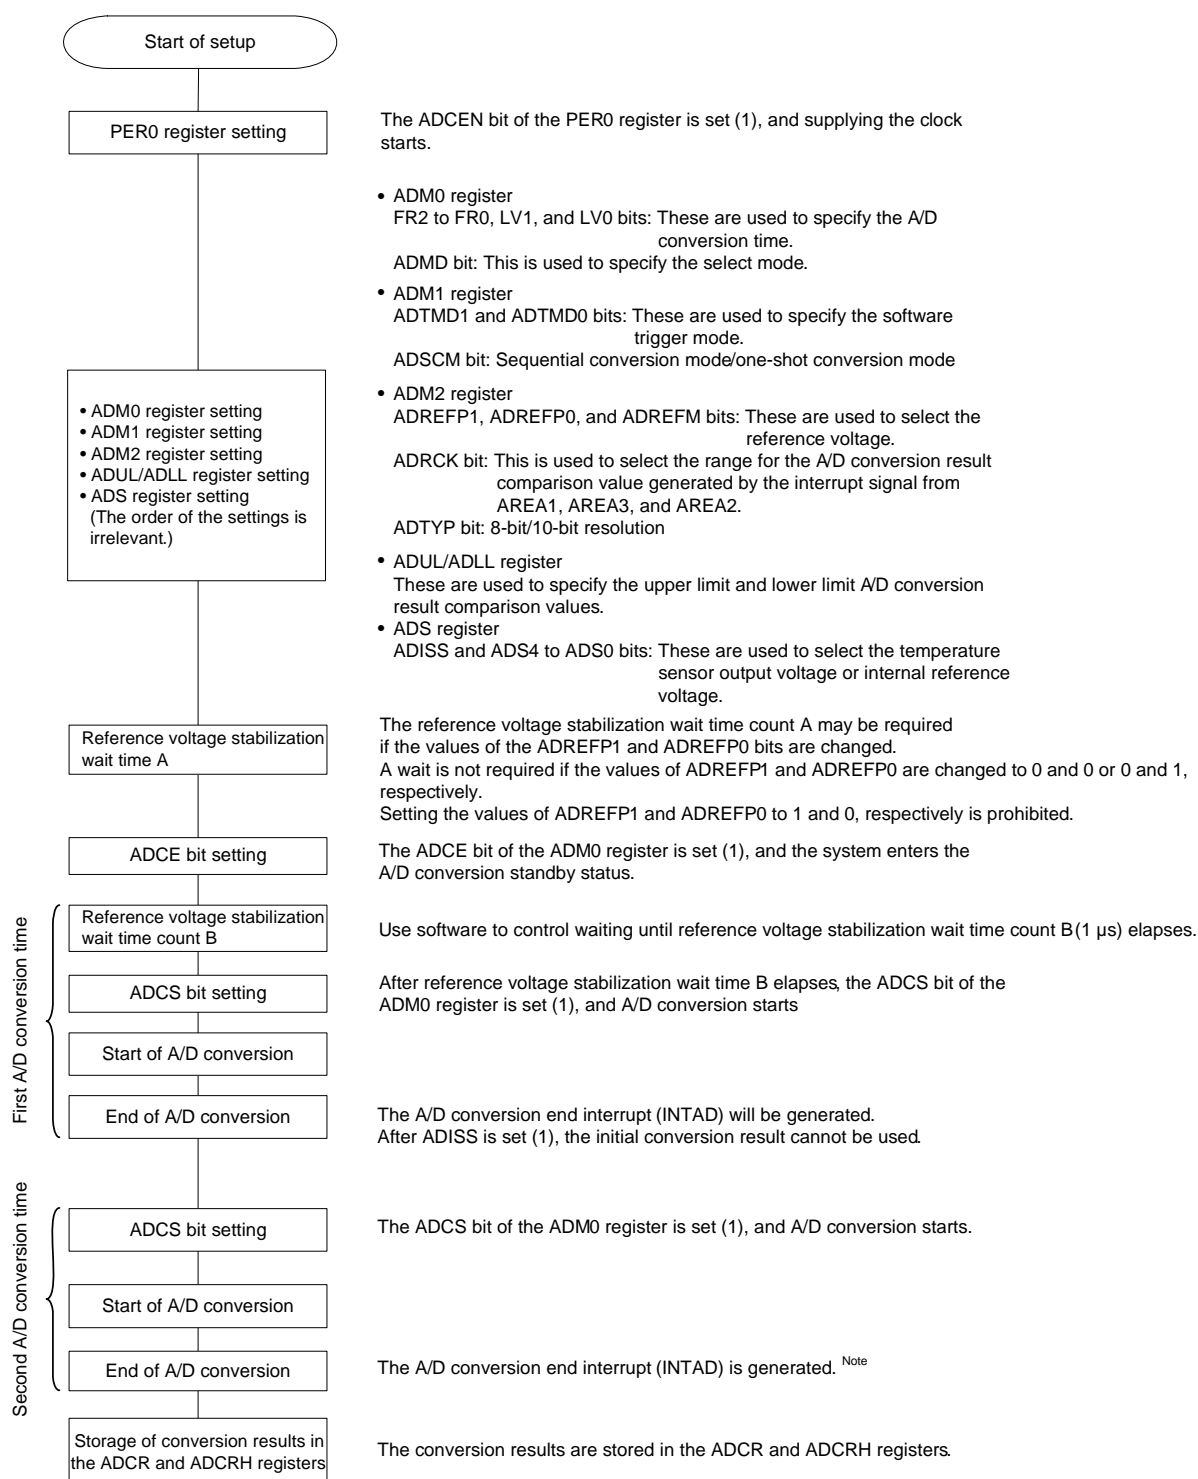 Start of setup
PER0 register setting
The ADCEN bit of the PER0 register is set (1), and supplying the clock
starts.
• ADM0 register
FR2 to FR0, LV1, and LV0 bits: These are used to specify the A/D
conversion time.
ADMD bit: This is used to specify the select mode.
• ADM1 register
ADTMD1 and ADTMD0 bits: These are used to specify the software
trigger mode.
ADSCM bit: Sequential conversion mode/one-shot conversion mode
• ADM0 register setting
• ADM1 register setting
• ADM2 register setting
• ADUL/ADLL register setting
• ADS register setting
(The order of the settings is
irrelevant.)
• ADM2 register
ADREFP1, ADREFP0, and ADREFM bits: These are used to select the
reference voltage.
ADRCK bit: This is used to select the range for the A/D conversion result
comparison value generated by the interrupt signal from
AREA1, AREA3, and AREA2.
ADTYP bit: 8-bit/10-bit resolution
• ADUL/ADLL register
These are used to specify the upper limit and lower limit A/D conversion
result comparison values.
• ADS register
ADISS and ADS4 to ADS0 bits: These are used to select the temperature
sensor output voltage or internal reference
voltage.
Reference voltage stabilization
wait time A
The reference voltage stabilization wait time count A may be required
if the values of the ADREFP1 and ADREFP0 bits are changed.
A wait is not required if the values of ADREFP1 and ADREFP0 are changed to 0 and 0 or 0 and 1,
respectively.
Setting the values of ADREFP1 and ADREFP0 to 1 and 0, respectively is prohibited.
ADCE bit setting
The ADCE bit of the ADM0 register is set (1), and the system enters the
A/D conversion standby status.
First A/D conversion time
Reference voltage stabilization
wait time count B
Use software to control waiting until reference voltage stabilization wait time count B (1 µs) elapses.
ADCS bit setting
After reference voltage stabilization wait time B elapses, the ADCS bit of the
ADM0 register is set (1), and A/D conversion starts
Start of A/D conversion
End of A/D conversion
The A/D conversion end interrupt (INTAD) will be generated.
After ADISS is set (1), the initial conversion result cannot be used.
Second A/D conversion time
ADCS bit setting
The ADCS bit of the ADM0 register is set (1), and A/D conversion starts.
Start of A/D conversion
End of A/D conversion
The A/D conversion end interrupt (INTAD) is generated. Note
Storage of conversion results in
the ADCR and ADCRH registers
The conversion results are stored in the ADCR and ADCRH registers.